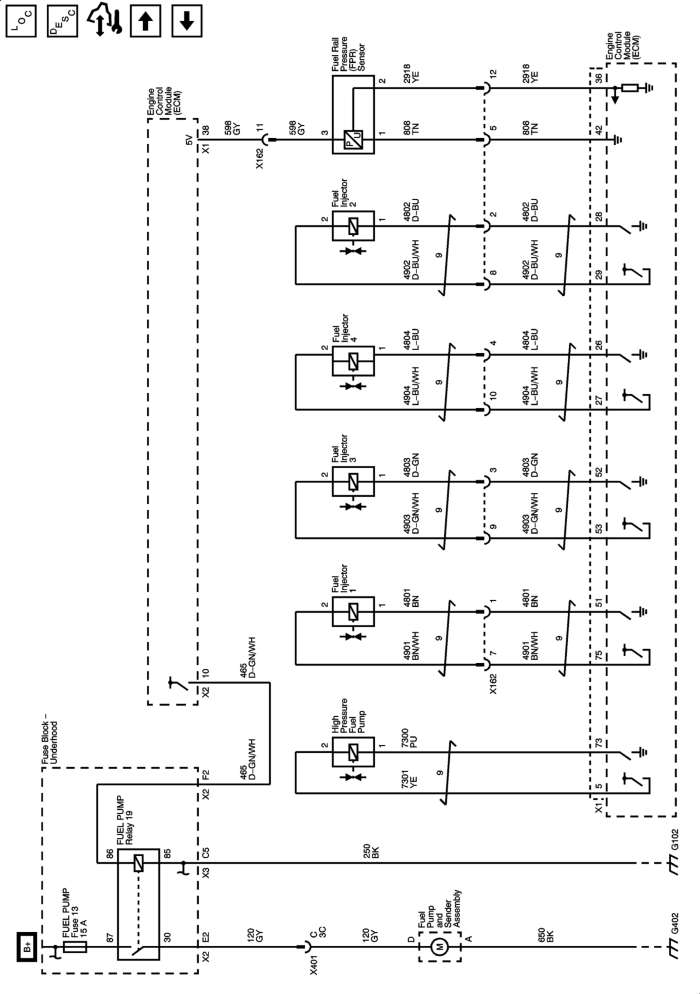 LOC
DESC
Engine
Control
Module
(ECM)
5V
38
X1
598
GY
11
X162
598
GY
Fuel Rail
Pressure
(FPR)
Sensor
3
P
U
2
1
2918
YE
12
2918
YE
36
808
TN
5
808
TN
42
Engine
Control
Module
(ECM)
Fuel
Injector
2
2
1
4802
D-BU
2
4802
D-BU
28
4902
D-BU/WH
9
8
4902
D-BU/WH
9
29
Fuel
Injector
4
2
1
4804
L-BU
4
4804
L-BU
26
4904
L-BU/WH
9
10
4904
L-BU/WH
9
27
Fuel
Injector
3
2
1
4803
D-GN
3
4803
D-GN
52
4903
D-GN/WH
9
9
4903
D-GN/WH
9
53
Fuel
Injector
1
2
1
4801
BN
1
4801
BN
51
4901
BN/WH
9
7
X162
4901
BN/WH
9
75
10
X2
465
D-GN/WH
High
Pressure
Fuel
Pump
2
1
7300
PU
73
7301
YE
9
5
X1
Fuse Block –
Underhood
F2
X2
465
D-GN/WH
FUEL PUMP
Relay 19
86
85
C5
X3
250
BK
G102
B+
FUEL PUMP
Fuse 13
15 A
87
30
E2
X2
120
GY
C
3C
X401
120
GY
Fuel
Pump
and
Sender
Assembly
D
M
A
650
BK
G402